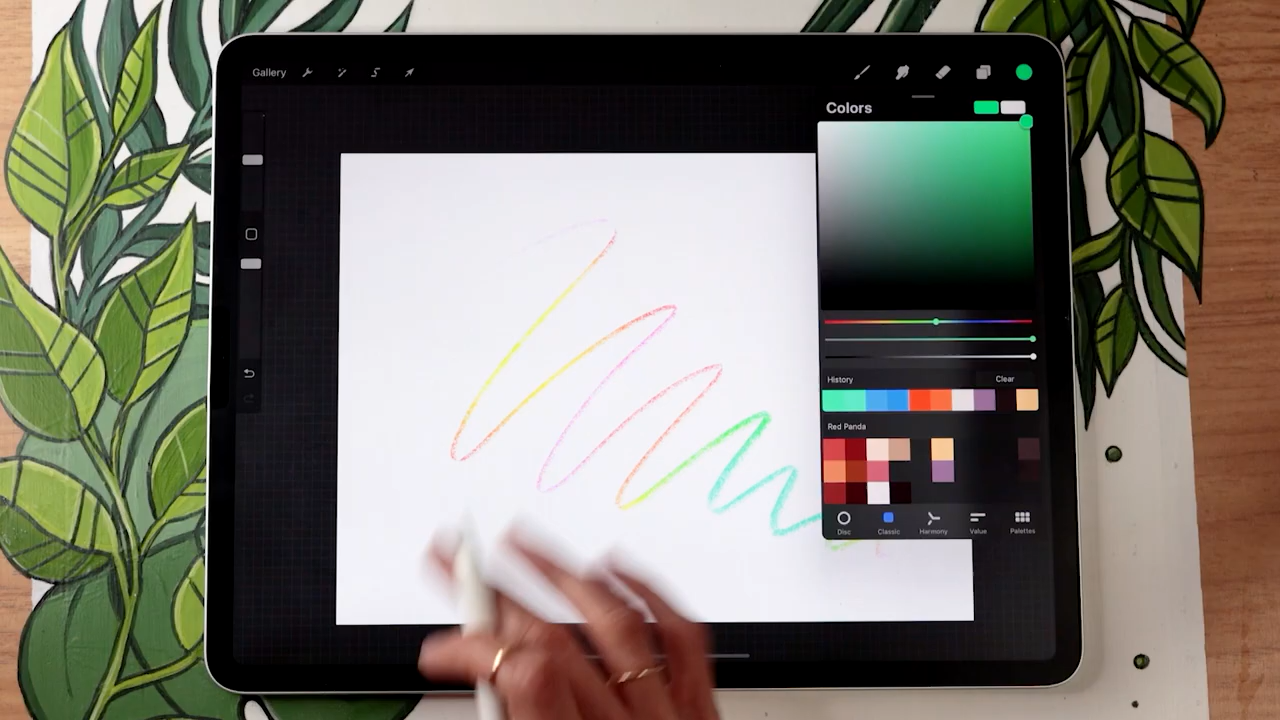 Gallery
Colors
History Clear
Red Panda
Disc Classic Harmony Value Palettes